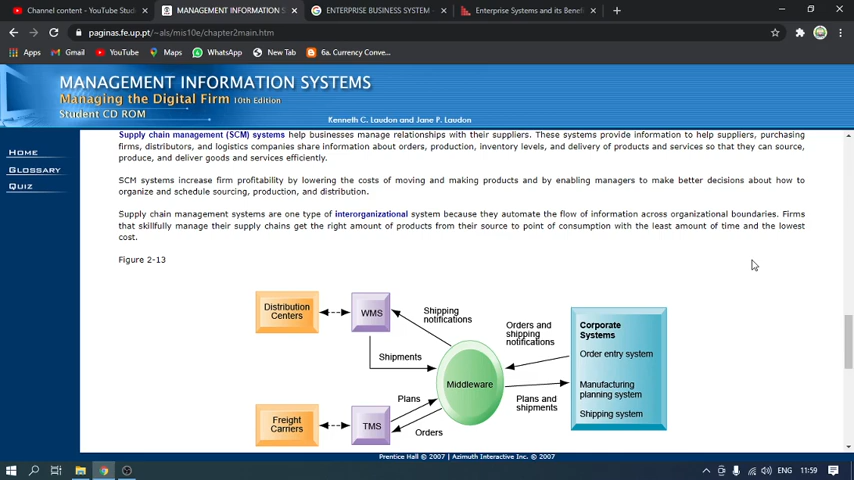 Channel content - YouTube Stud
MANAGEMENT INFORMATION S
ENTERPRISE BUSINESS SYSTEM -
Enterprise Systems and its Benef
paginas.fe.up.pt/~als/mis10e/chapter2main.htm
Apps
Gmail
YouTube
Maps
WhatsApp
New Tab
6a. Currency Conve...
MANAGEMENT INFORMATION SYSTEMS
Managing the Digital Firm 10th Edition
Student CD ROM
Kenneth C. Laudon and Jane P. Laudon
HOME
GLOSSARY
QUIZ
Supply chain management (SCM) systems help businesses manage relationships with their suppliers. These systems provide information to help suppliers, purchasing
firms, distributors, and logistics companies share information about orders, production, inventory levels, and delivery of products and services so that they can source,
produce, and deliver goods and services efficiently.
SCM systems increase firm profitability by lowering the costs of moving and making products and by enabling managers to make better decisions about how to
organize and schedule sourcing, production, and distribution.
Supply chain management systems are one type of interorganizational system because they automate the flow of information across organizational boundaries. Firms
that skillfully manage their supply chains get the right amount of products from their source to point of consumption with the least amount of time and the lowest
cost.
Figure 2-13
Distribution
Centers
WMS
Shipping
notifications
Shipments
Orders and
shipping
notifications
Corporate
Systems
Order entry system
Manufacturing
planning system
Shipping system
Middleware
Plans and
shipments
Plans
Orders
Freight
Carriers
TMS
Prentice Hall © 2007 | Azimuth Interactive Inc. © 2007
ENG
11:59